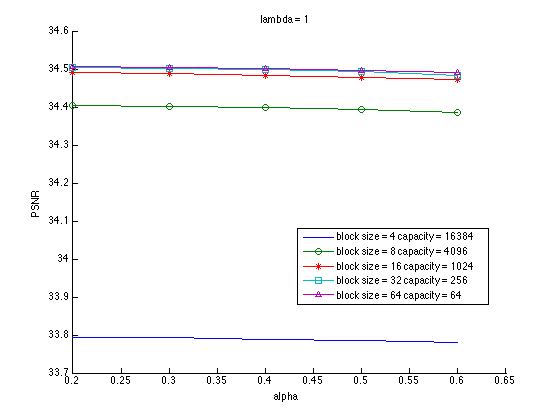 lambda = 1
34.6
34.5
34.4
34.3
34.2
34.1
34
33.9
33.8
33.7
PSNR
block size = 4 capacity = 16384
block size = 8 capacity = 4096
block size = 16 capacity = 1024
block size = 32 capacity = 256
block size = 64 capacity = 64
0.2 0.25 0.3 0.35 0.4 0.45 0.5 0.55 0.6 0.65
alpha